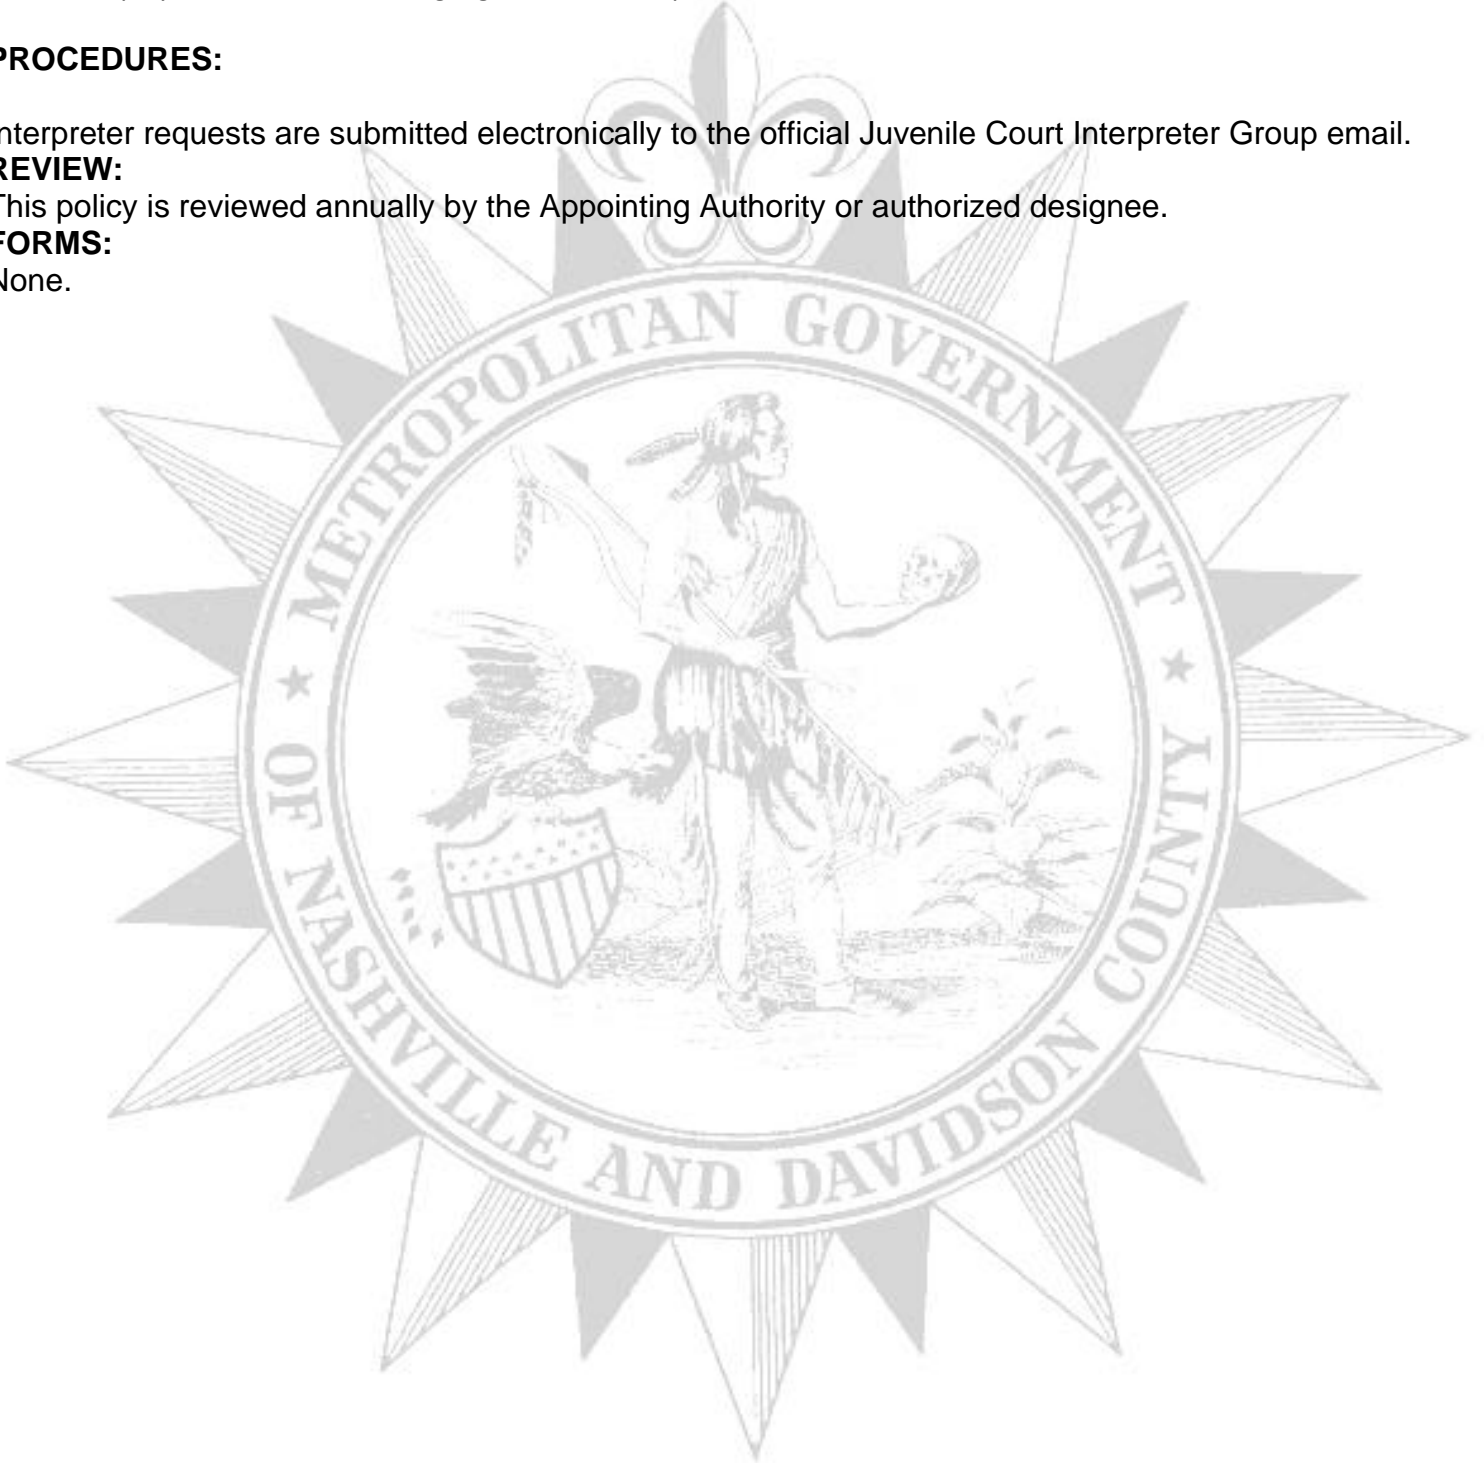 PROCEDURES:
Interpreter requests are submitted electronically to the official Juvenile Court Interpreter Group email.
REVIEW:
This policy is reviewed annually by the Appointing Authority or authorized designee.
FORMS:
None.
METROPOLITAN GOVERNMENT
OF NASHVILLE AND DAVIDSON COUNTY